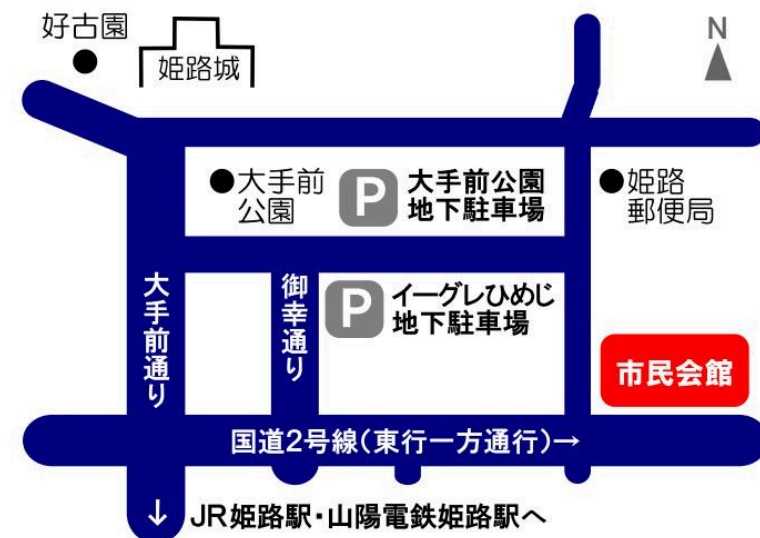 好古園
姫路城
N
大手前
公園
P
大手前公園
地下駐車場
姫路
郵便局
大手前通り
御幸通り
P
イーグレひめじ
地下駐車場
市民会館
国道2号線(東行一方通行)→
↓ JR姫路駅・山陽電鉄姫路駅へ